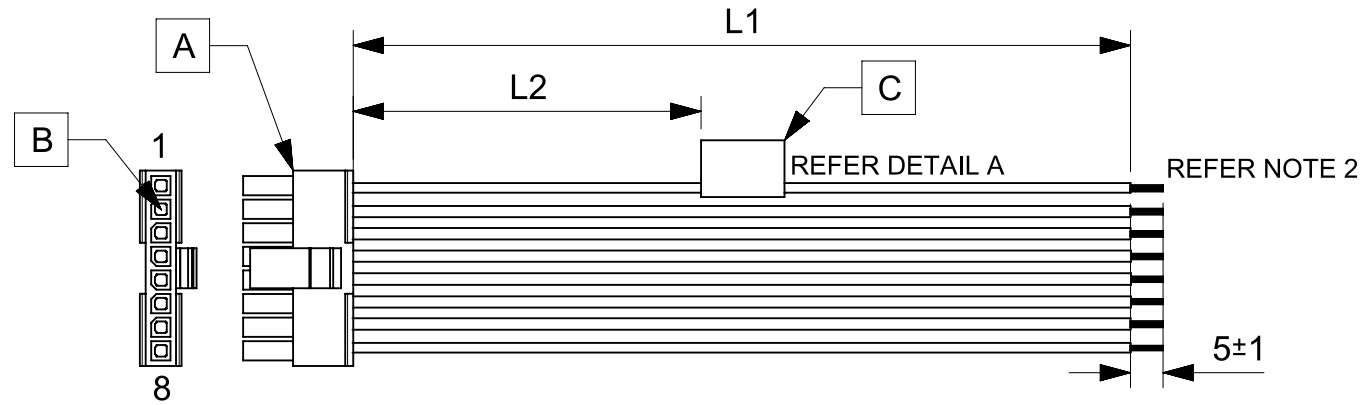 L1
A
L2
C
B
1
REFER DETAIL A
REFER NOTE 2
5±1
8